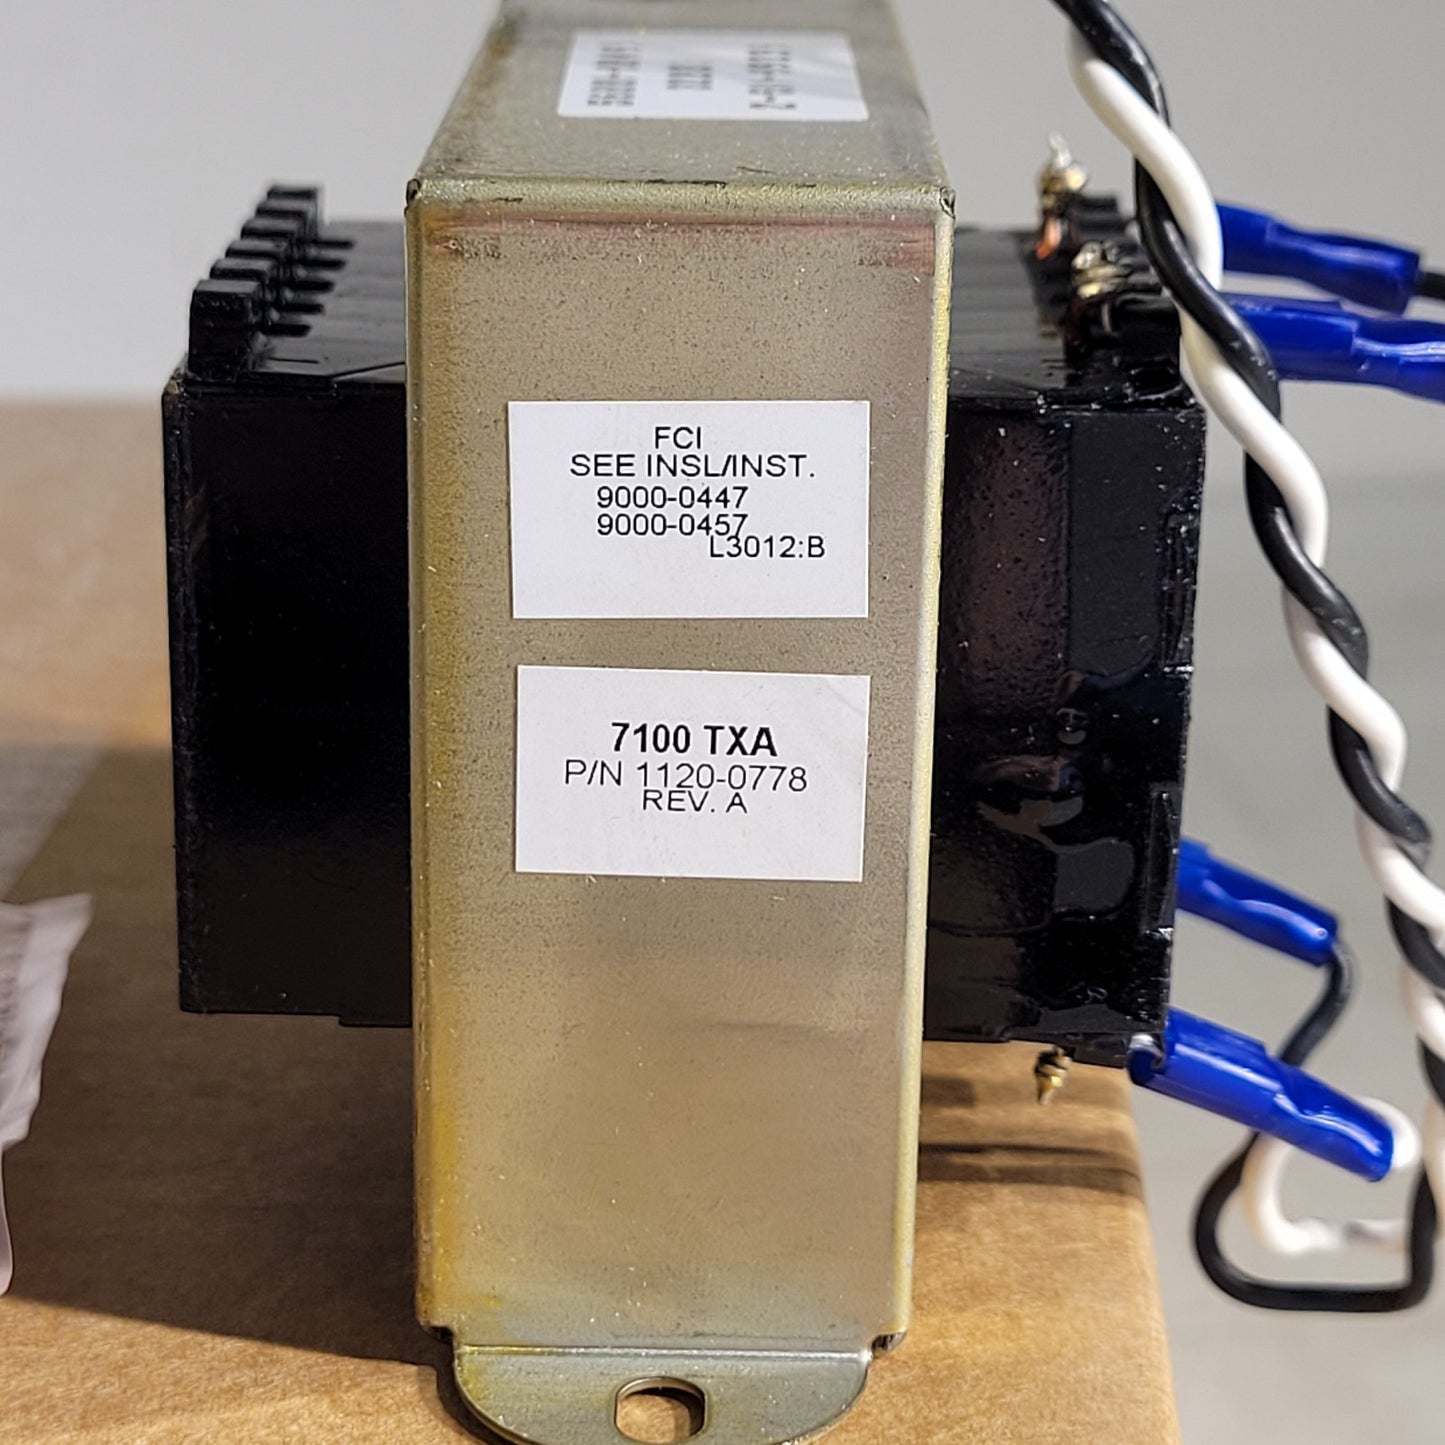 FCI
SEE INSL/INST.
9000-0447
9000-0457
L3012:B
7100 TXA
P/N 1120-0778
REV. A